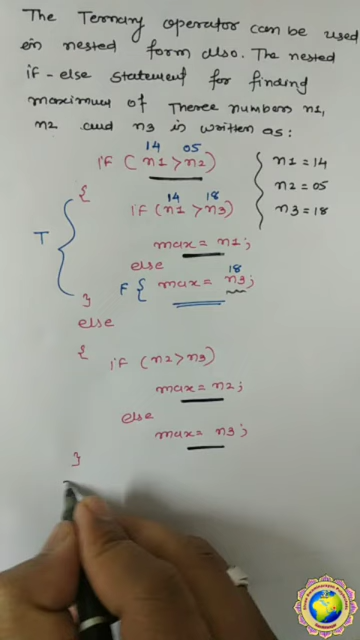 The Ternary operator can be used
in nested form also. The nested
if-else statement for finding
maximum of Theree numbers n1,
n2 and n3 is written as:
14 05
if (n1>n2)
n1 = 14
{
n2 = 05
14 18
if (n1>n3)
n3 = 18
T
max = n1;
else
18
F { max = n3;
}
else
{
if (n2>n3)
max = n2;
else
max = n3;
}